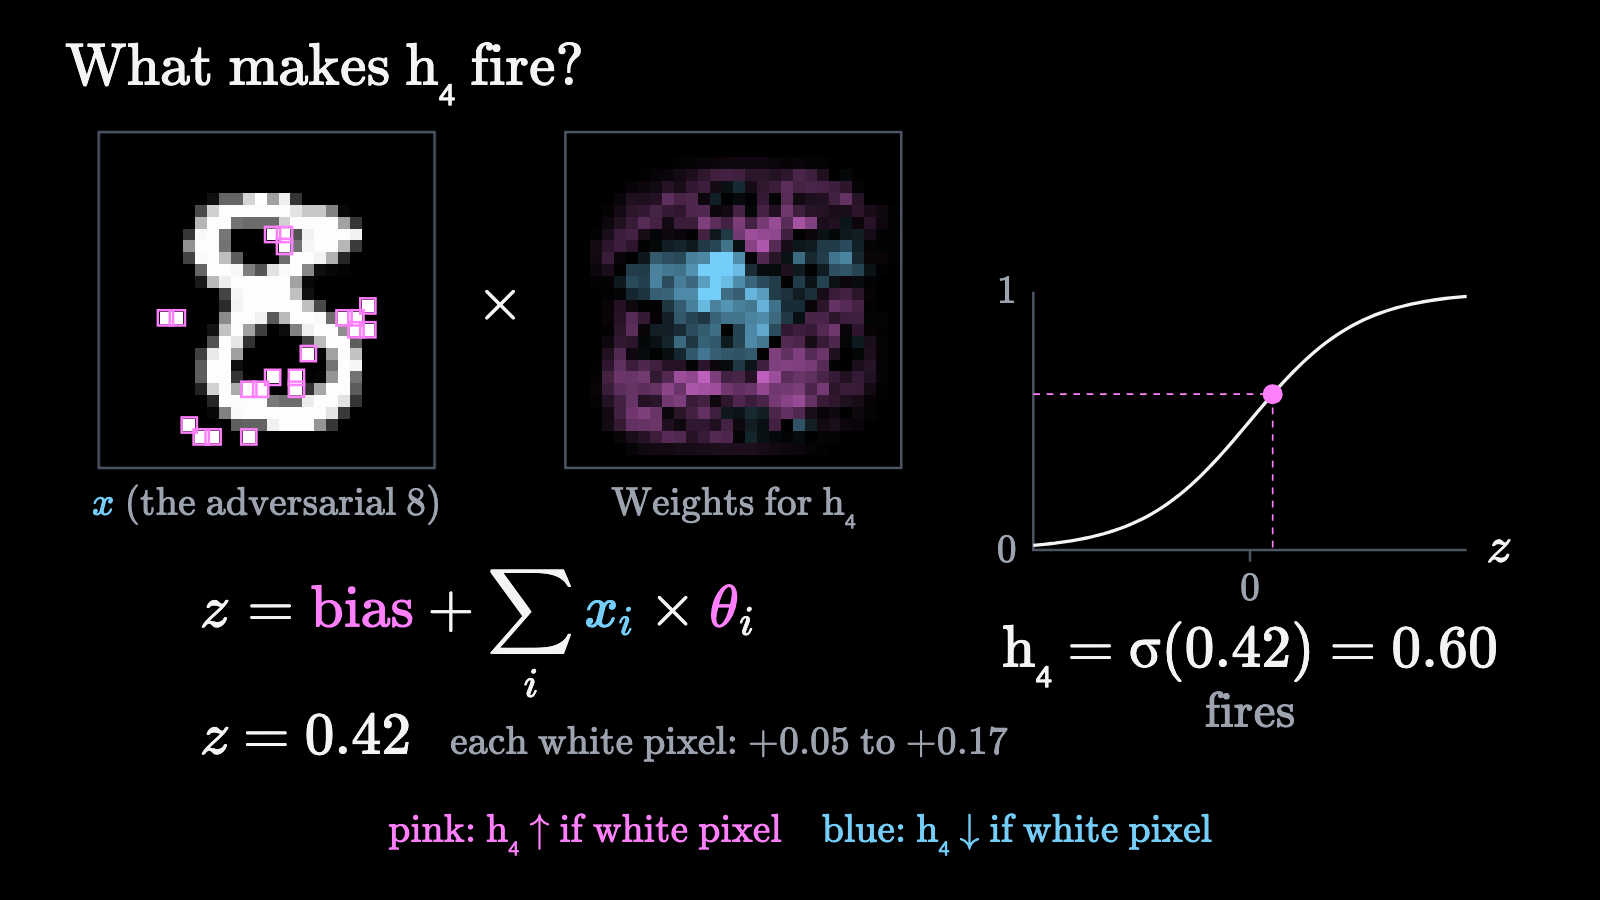 What makes h₄ fire?
×
x (the adversarial 8)
Weights for h₄
1
0
z
0
z = bias + ∑ᵢ xᵢ × θᵢ
h₄ = σ(0.42) = 0.60
fires
z = 0.42 each white pixel: +0.05 to +0.17
pink: h₄ ↑ if white pixel blue: h₄ ↓ if white pixel